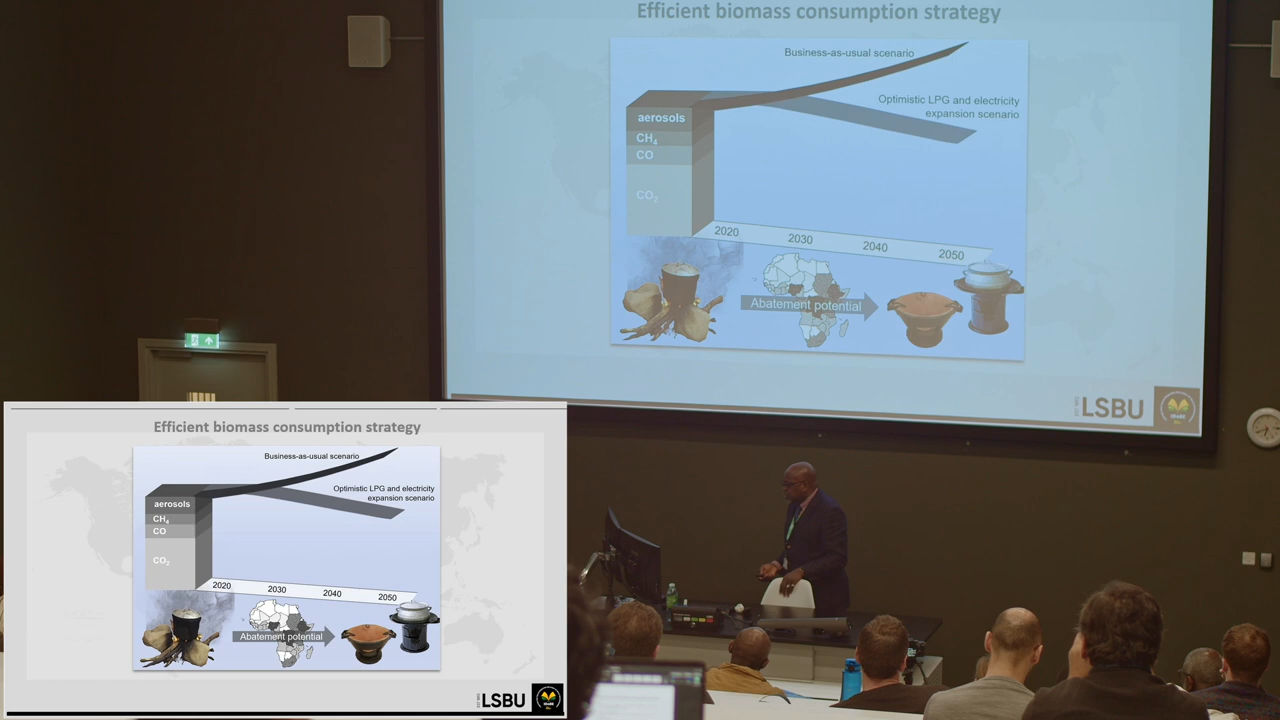 Efficient biomass consumption strategy
Business-as-usual scenario
Optimistic LPG and electricity
expansion scenario
aerosols
CH₄
CO
CO₂
2020
2030
2040
2050
Abatement potential
LSBU
Efficient biomass consumption strategy
Business-as-usual scenario
Optimistic LPG and electricity
expansion scenario
aerosols
CH₄
CO
CO₂
2020
2030
2040
2050
Abatement potential
LSBU